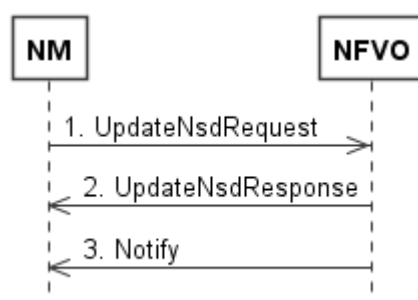 NM
NFVO
1. UpdateNsdRequest
2. UpdateNsdResponse
3. Notify